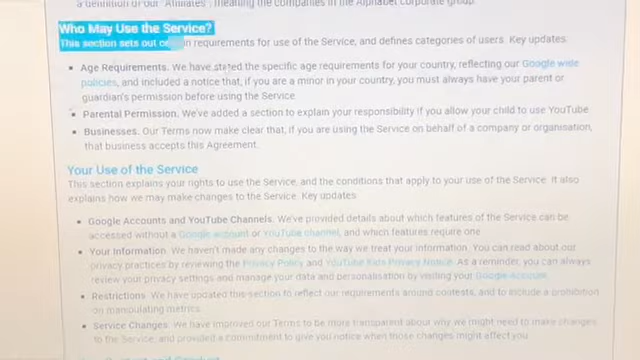 a definition of our "Affiliates", meaning the companies in the Alphabet corporate group
Who May Use the Service?
This section sets out in requirements for use of the Service, and defines categories of users. Key updates:
Age Requirements. We have stated the specific age requirements for your country, reflecting our Google wide
policies, and included a notice that, if you are a minor in your country, you must always have your parent or
guardian's permission before using the Service
Parental Permission. We've added a section to explain your responsibility if you allow your child to use YouTube
Businesses. Our Terms now make clear that, if you are using the Service on behalf of a company or organisation,
that business accepts this Agreement.
Your Use of the Service
This section explains your rights to use the Service, and the conditions that apply to your use of the Service. It also
explains how we may make changes to the Service. Key updates
Google Accounts and YouTube Channels. We've provided details about which features of the Service can be
accessed without a Google account or YouTube channel, and which features require one.
Your Information. We haven't made any changes to the way we treat your information. You can read about our
privacy practices by reviewing the Privacy Policy and YouTube Kids Privacy Notice. As a reminder, you can always
review your privacy settings and manage your data and personalisation by visiting your Google account.
Restrictions. We have updated this section to reflect our requirements around contests, and to include a prohibition
on manipulating metrics.
Service Changes. We have improved our Terms to be more transparent about why we might need to make changes
to the Service, and provided a commitment to give you notice when those changes might affect you